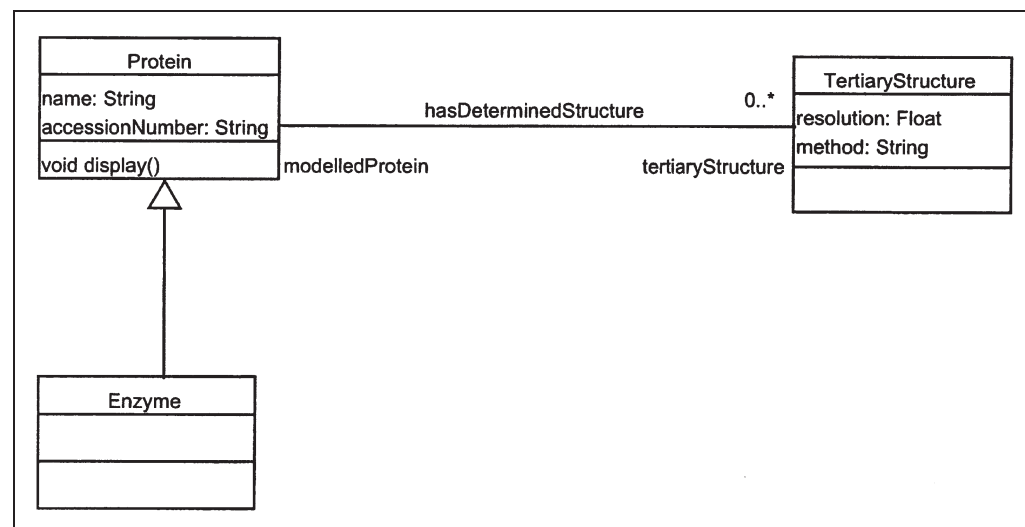 Protein
name: String
accessionNumber: String
void display()
hasDeterminedStructure
0..*
modelledProtein
tertiaryStructure
TertiaryStructure
resolution: Float
method: String
Enzyme